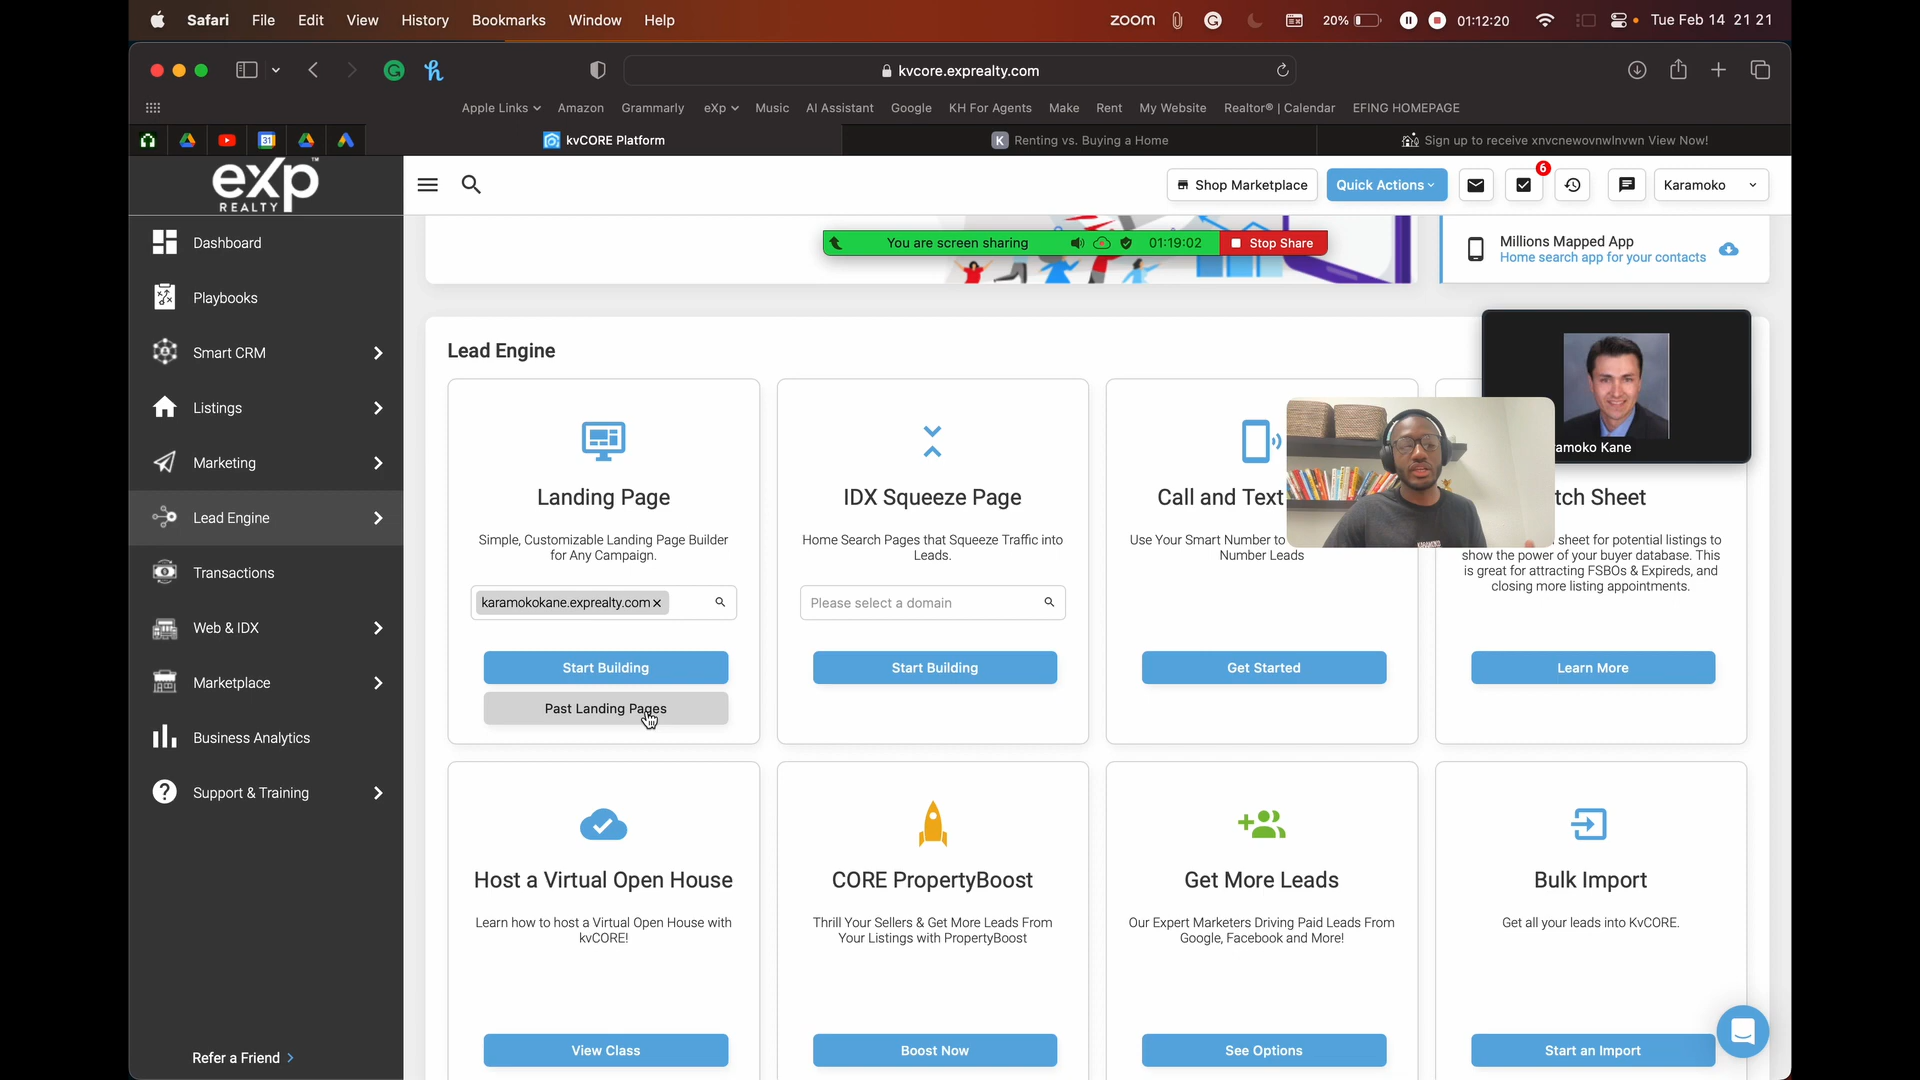 Safari File Edit View History Bookmarks Window Help
zoom 20% 01:12:20 Tue Feb 14 21 21
kvcore.exprealty.com
Apple Links Amazon Grammarly eXp Music AI Assistant Google KH For Agents Make Rent My Website Realtor® | Calendar EFING HOMEPAGE
31 kvCORE Platform K Renting vs. Buying a Home Sign up to receive xnvcnewovnwlnvwn View Now!
eXp™
REALTY
Shop Marketplace Quick Actions 6 Karamoko
Dashboard
Playbooks
Smart CRM
Listings
Marketing
Lead Engine
Transactions
Web & IDX
Marketplace
Business Analytics
Support & Training
Refer a Friend
You are screen sharing 01:19:02 Stop Share
Millions Mapped App
Home search app for your contacts
Lead Engine
amoko Kane
Landing Page
Simple, Customizable Landing Page Builder
for Any Campaign.
karamokokane.exprealty.com ×
Start Building
Past Landing Pages
IDX Squeeze Page
Home Search Pages that Squeeze Traffic into
Leads.
Please select a domain
Start Building
Call and Text
Use Your Smart Number to
Number Leads
Get Started
tch Sheet
sheet for potential listings to
show the power of your buyer database. This
is great for attracting FSBOs & Expireds, and
closing more listing appointments.
Learn More
Host a Virtual Open House
Learn how to host a Virtual Open House with
kvCORE!
View Class
CORE PropertyBoost
Thrill Your Sellers & Get More Leads From
Your Listings with PropertyBoost
Boost Now
Get More Leads
Our Expert Marketers Driving Paid Leads From
Google, Facebook and More!
See Options
Bulk Import
Get all your leads into KvCORE.
Start an Import